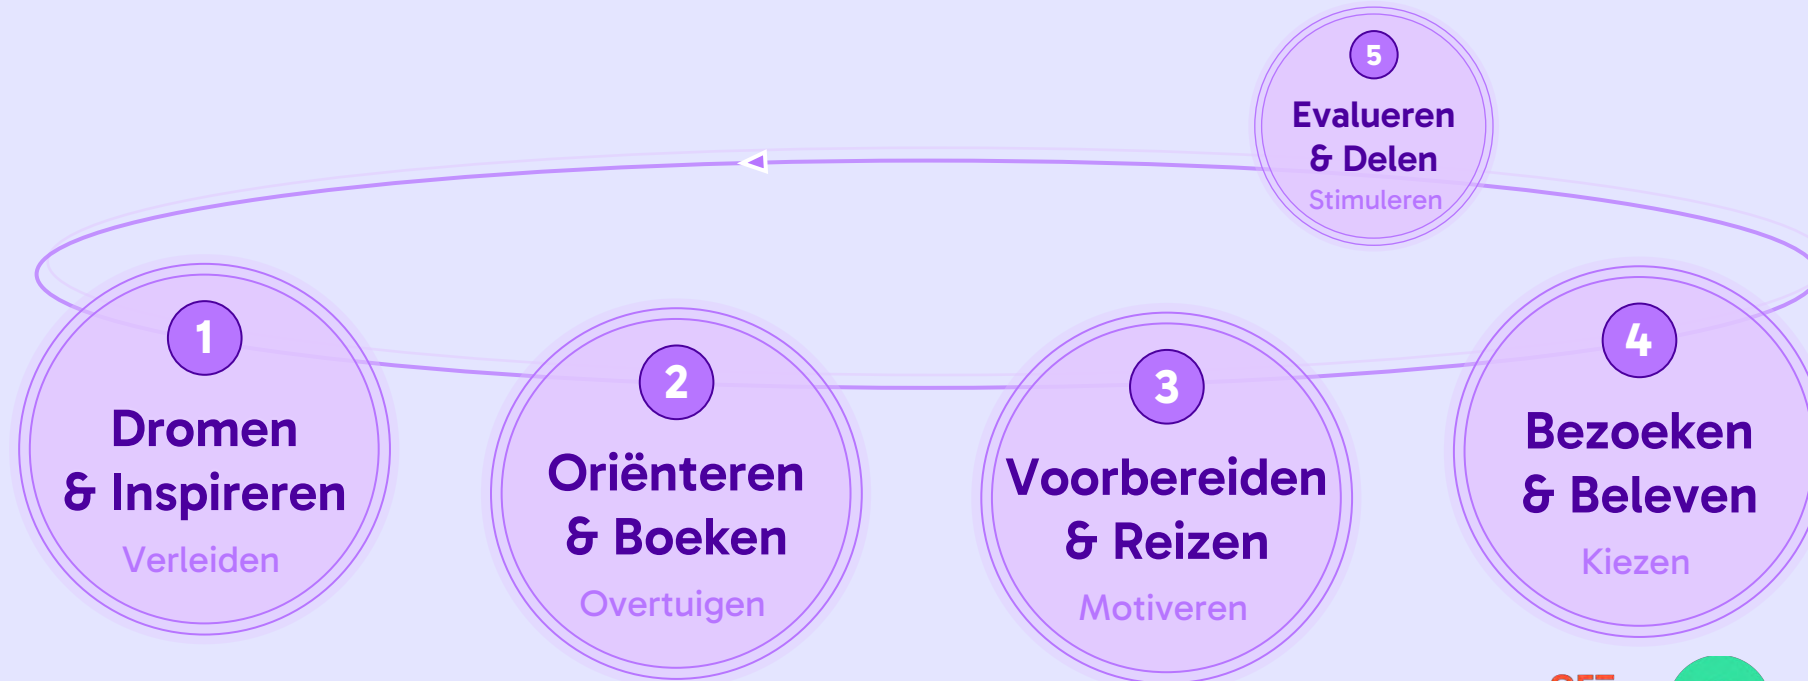 1
Dromen
& Inspireren
Verleiden
2
Oriënteren
& Boeken
Overtuigen
3
Voorbereiden
& Reizen
Motiveren
4
Bezoeken
& Beleven
Kiezen
5
Evalueren
& Delen
Stimuleren